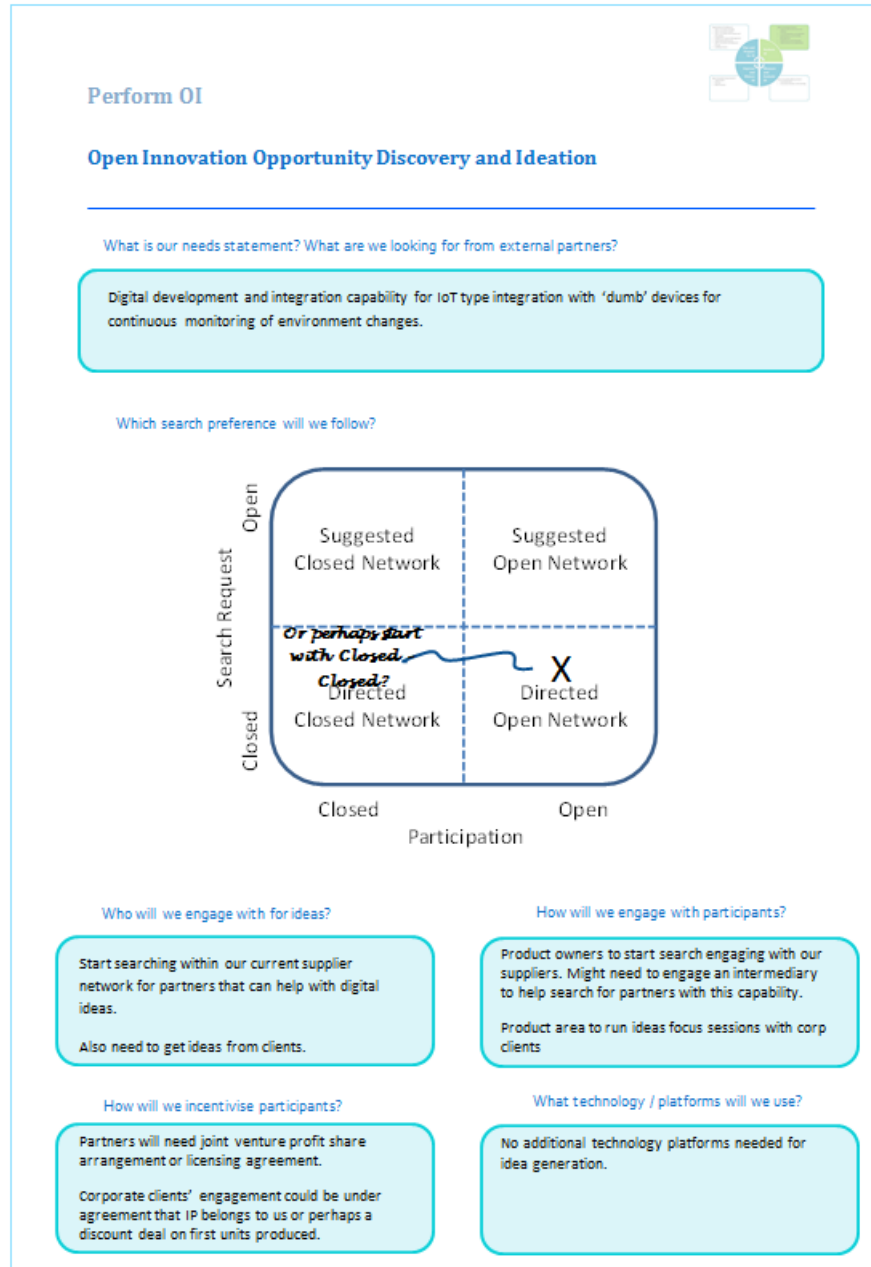 Perform OI
Open Innovation Opportunity Discovery and Ideation
What is our needs statement? What are we looking for from external partners?
Digital development and integration capability for IoT type integration with ‘dumb’ devices for
continuous monitoring of environment changes.
Which search preference will we follow?
Search Request
Open
Closed
Suggested
Closed Network
Suggested
Open Network
Or perhaps start
with Closed
Closed?
Directed
Closed Network
X
Directed
Open Network
Closed
Open
Participation
Who will we engage with for ideas?
Start searching within our current supplier
network for partners that can help with digital
ideas.
Also need to get ideas from clients.
How will we engage with participants?
Product owners to start search engaging with our
suppliers. Might need to engage an intermediary
to help search for partners with this capability.
Product area to run ideas focus sessions with corp
clients
How will we incentivise participants?
Partners will need joint venture profit share
arrangement or licensing agreement.
Corporate clients’ engagement could be under
agreement that IP belongs to us or perhaps a
discount deal on first units produced.
What technology / platforms will we use?
No additional technology platforms needed for
idea generation.